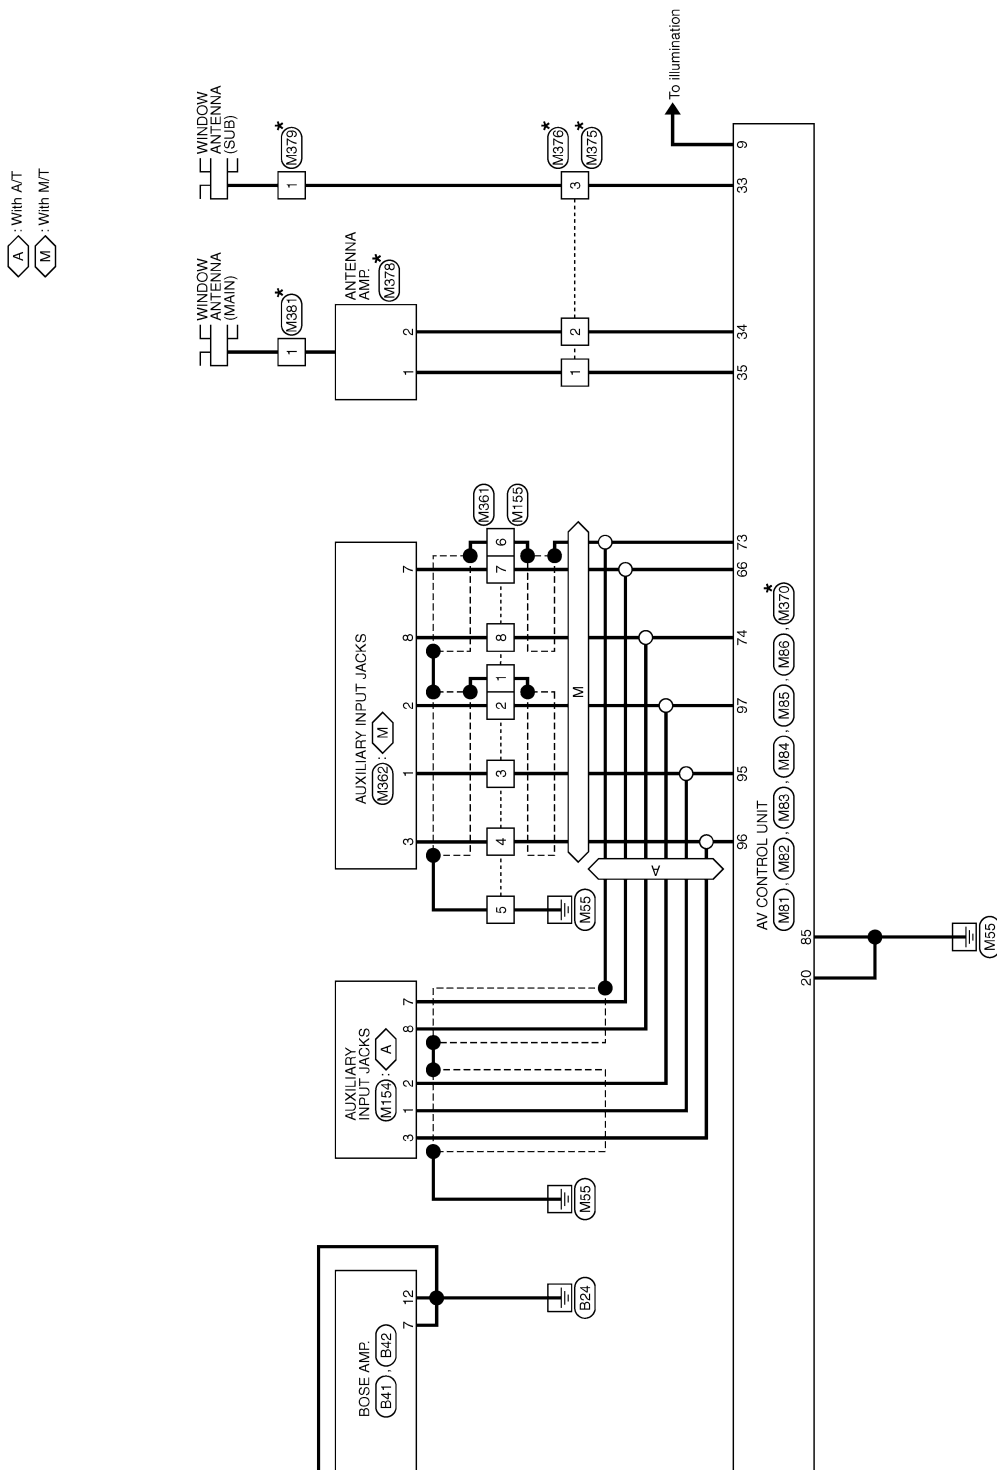 A : With A/T
M : With M/T
BOSE AMP.
B41 , B42
7
12
B24
AUXILIARY
INPUT JACKS
M154 : A
3
1
2
8
7
M55
AUXILIARY INPUT JACKS
M362 : M
3
1
2
8
7
5
4
3
2
1
8
7
6
M361
M155
M55
M
A
WINDOW
ANTENNA
(MAIN)
1
M381 *
ANTENNA
AMP.
M378 *
1
2
1
2
3
M376 *
M375 *
WINDOW
ANTENNA
(SUB)
1
M379 *
To illumination
96
95
97
74
66
73
35
34
33
9
AV CONTROL UNIT
M81 , M82 , M83 , M84 , M85 , M86 , M370 *
20
85
M55